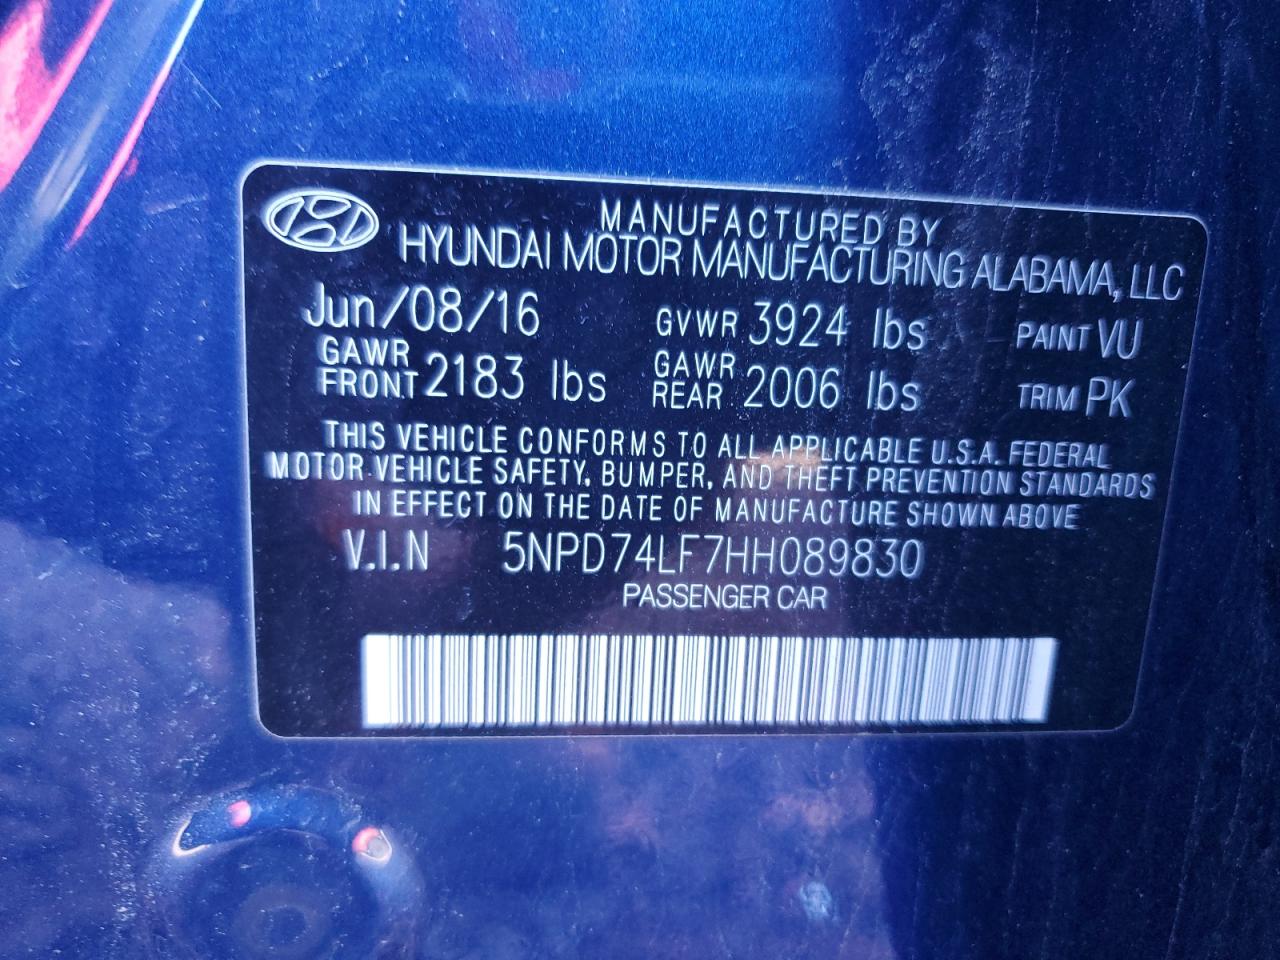 MANUFACTURED BY
HYUNDAI MOTOR MANUFACTURING ALABAMA, LLC
Jun/08/16 GVWR 3924 lbs PAINT VU
GAWR FRONT 2183 lbs GAWR REAR 2006 lbs TRIM PK
THIS VEHICLE CONFORMS TO ALL APPLICABLE U.S.A. FEDERAL
MOTOR VEHICLE SAFETY, BUMPER, AND THEFT PREVENTION STANDARDS
IN EFFECT ON THE DATE OF MANUFACTURE SHOWN ABOVE
V.I.N 5NPD74LF7HH089830
PASSENGER CAR